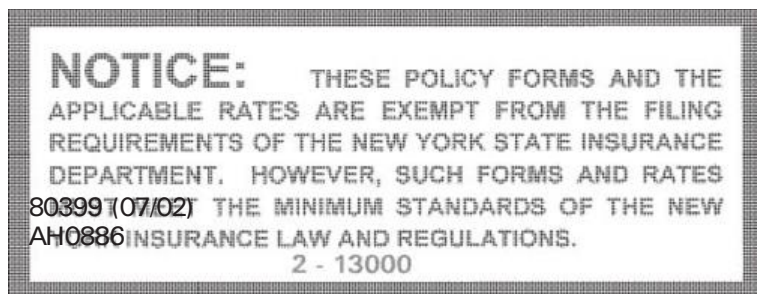 NOTICE: THESE POLICY FORMS AND THE
APPLICABLE RATES ARE EXEMPT FROM THE FILING
REQUIREMENTS OF THE NEW YORK STATE INSURANCE
DEPARTMENT. HOWEVER, SUCH FORMS AND RATES
80399 (07/02) THE MINIMUM STANDARDS OF THE NEW
AH0886 INSURANCE LAW AND REGULATIONS.
2 - 13000